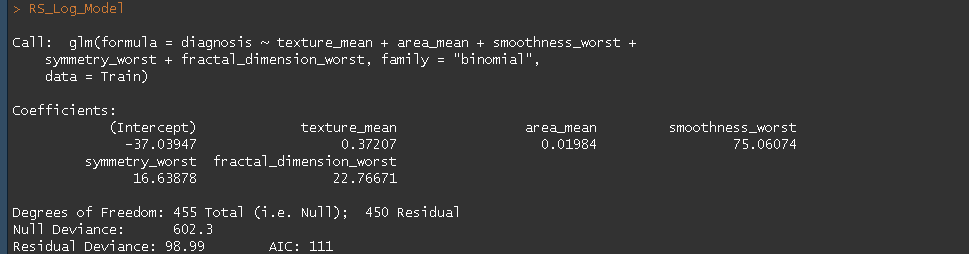 > RS_Log_Model
Call:  glm(formula = diagnosis ~ texture_mean + area_mean + smoothness_worst +
    symmetry_worst + fractal_dimension_worst, family = "binomial",
    data = Train)
Coefficients:
            (Intercept)             texture_mean                area_mean         smoothness_worst
              -37.03947                  0.37207                  0.01984                 75.06074
         symmetry_worst  fractal_dimension_worst
               16.63878                 22.76671
Degrees of Freedom: 455 Total (i.e. Null);  450 Residual
Null Deviance:      602.3
Residual Deviance: 98.99        AIC: 111